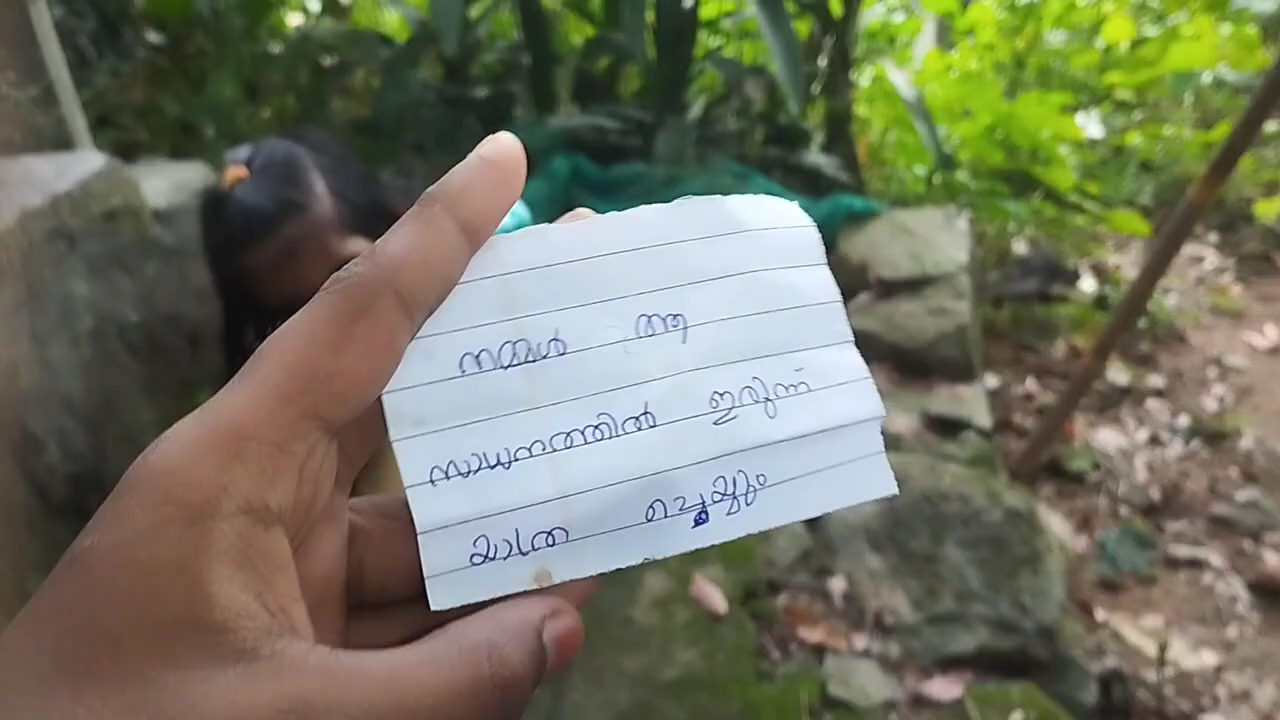 നമ്മൾ ആ
സാധനത്തിൽ ഇരുന്ന്
യാത്ര ച്ചെയ്യും